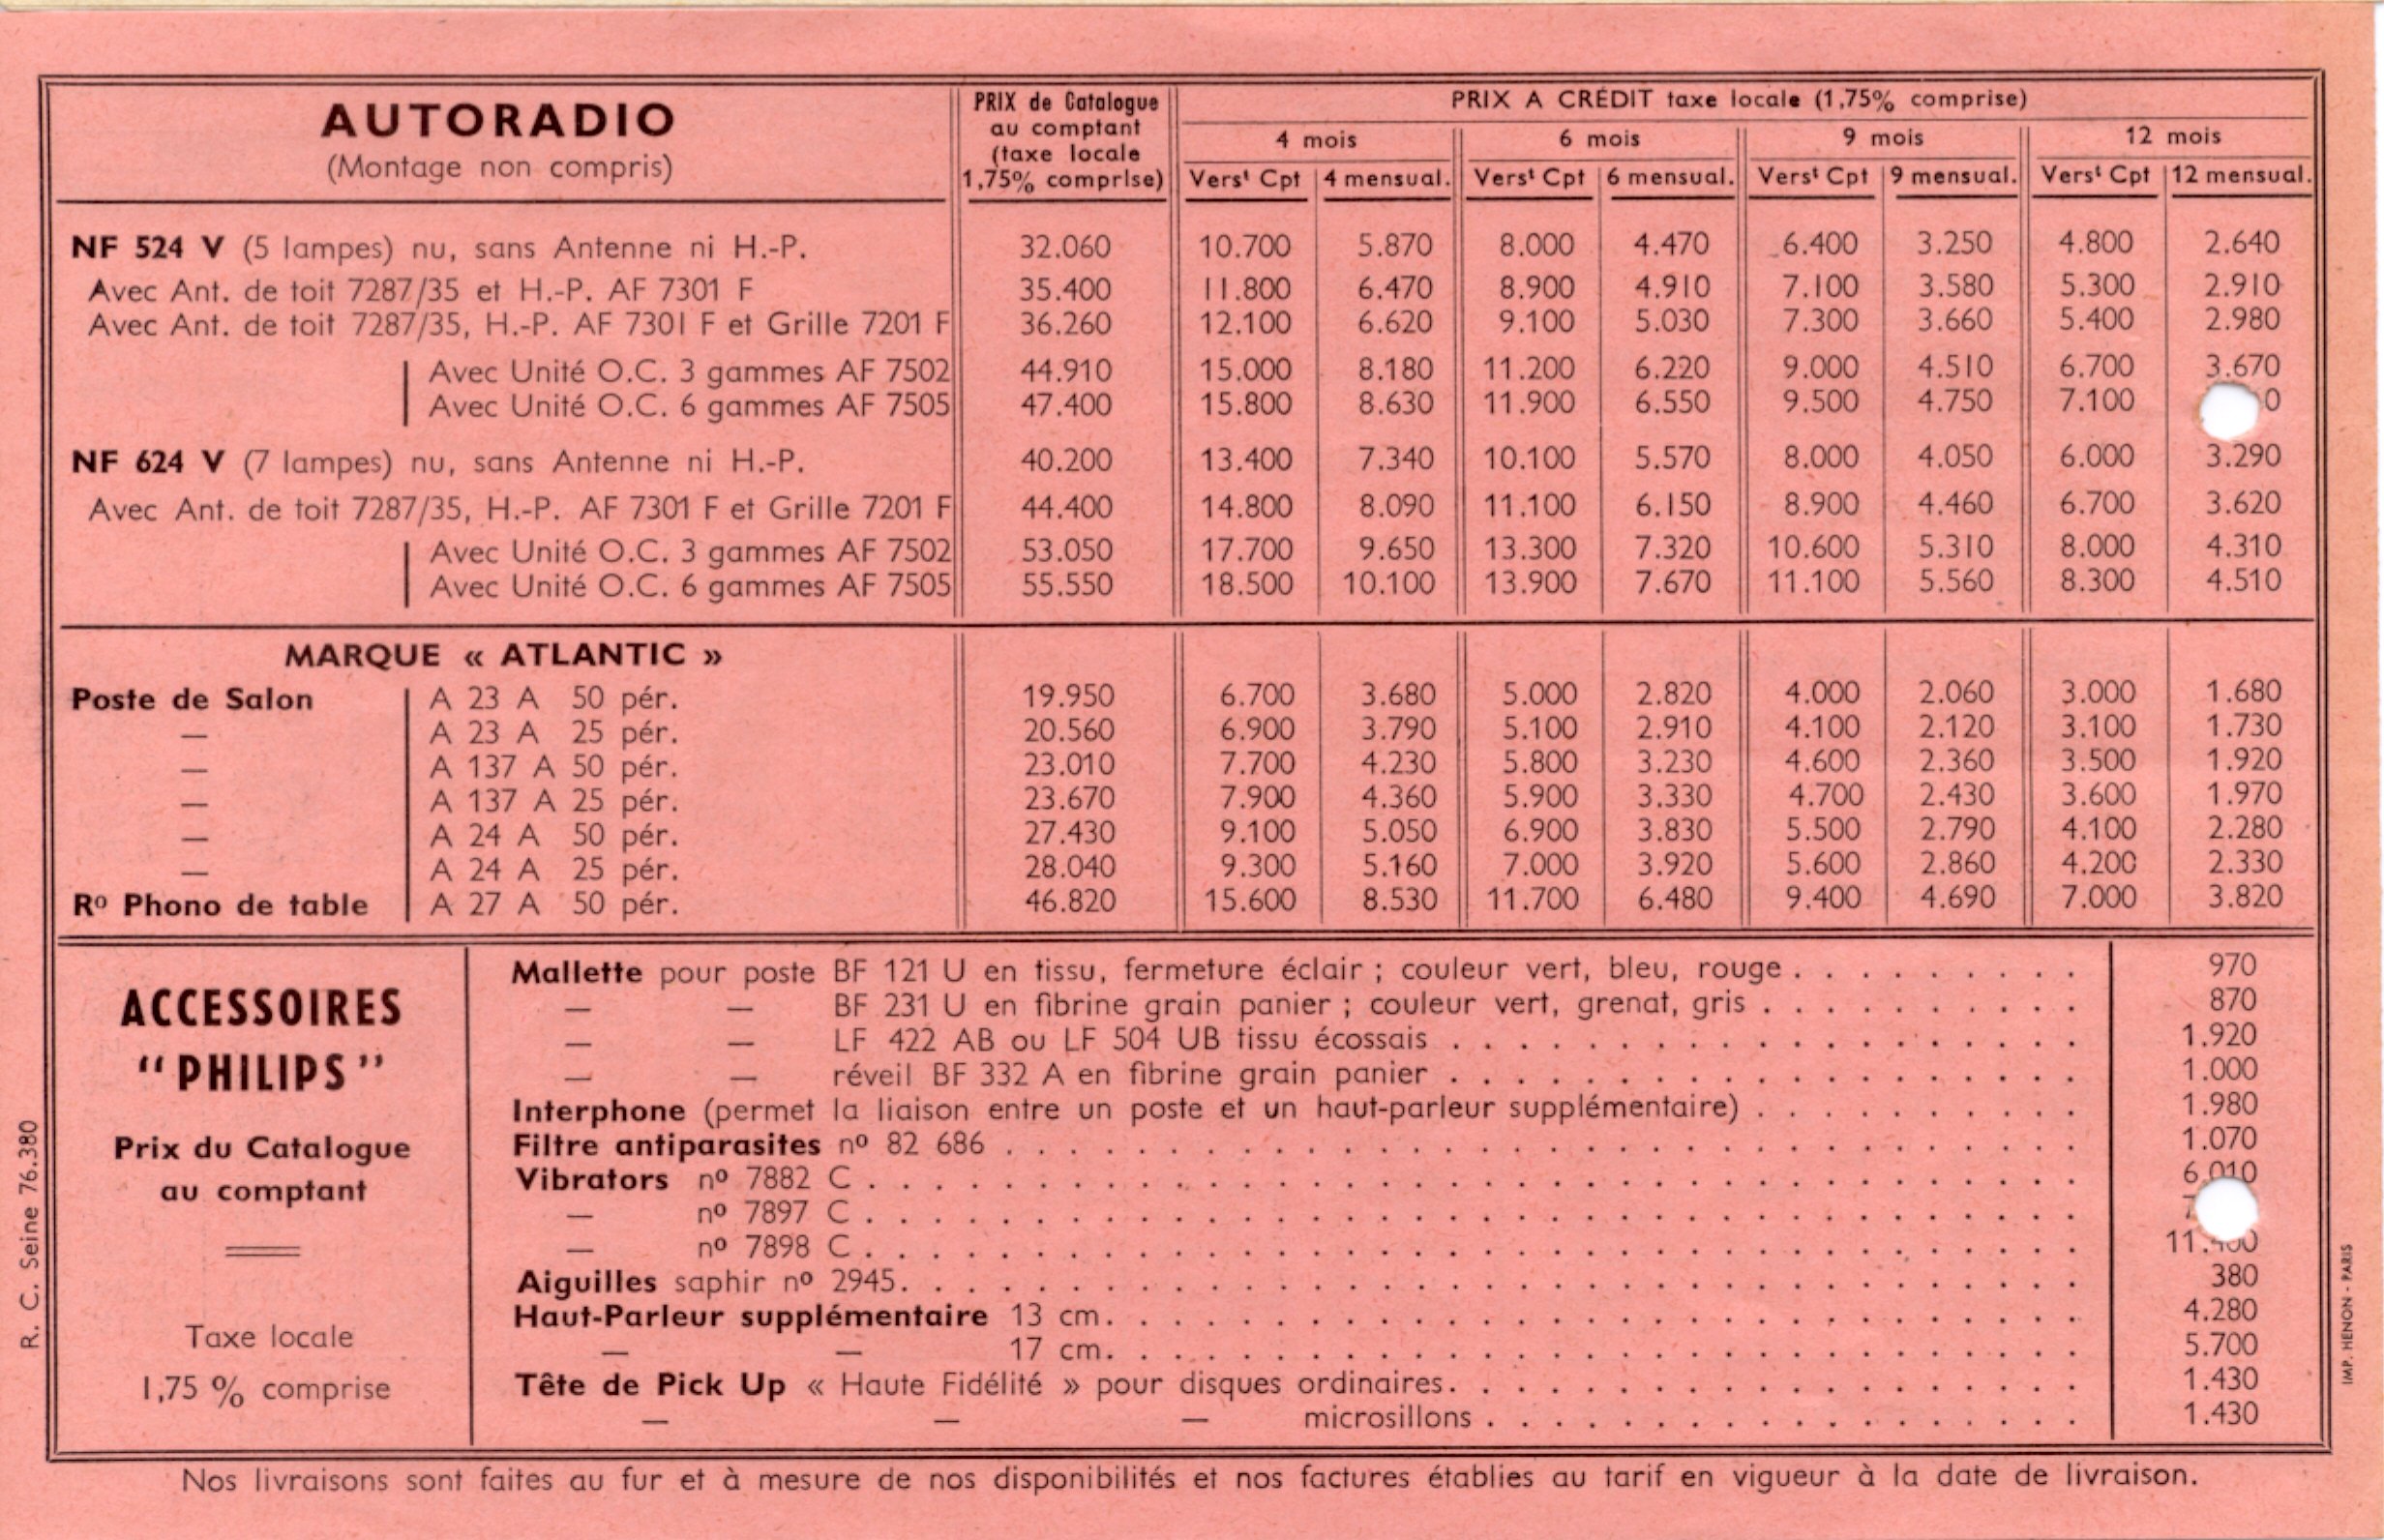 AUTORADIO
(Montage non compris)
PRIX de Catalogue
au comptant
(taxe locale
1,75% comprise)
PRIX A CRÉDIT taxe locale (1,75% comprise)
4 mois 6 mois 9 mois 12 mois
Versᵗ Cpt 4 mensual. Versᵗ Cpt 6 mensual. Versᵗ Cpt 9 mensual. Versᵗ Cpt 12 mensual.
NF 524 V (5 lampes) nu, sans Antenne ni H.-P. 32.060 10.700 5.870 8.000 4.470 6.400 3.250 4.800 2.640
Avec Ant. de toit 7287/35 et H.-P. AF 7301 F 35.400 11.800 6.470 8.900 4.910 7.100 3.580 5.300 2.910
Avec Ant. de toit 7287/35, H.-P. AF 7301 F et Grille 7201 F 36.260 12.100 6.620 9.100 5.030 7.300 3.660 5.400 2.980
Avec Unité O.C. 3 gammes AF 7502 44.910 15.000 8.180 11.200 6.220 9.000 4.510 6.700 3.670
Avec Unité O.C. 6 gammes AF 7505 47.400 15.800 8.630 11.900 6.550 9.500 4.750 7.100
NF 624 V (7 lampes) nu, sans Antenne ni H.-P. 40.200 13.400 7.340 10.100 5.570 8.000 4.050 6.000 3.290
Avec Ant. de toit 7287/35, H.-P. AF 7301 F et Grille 7201 F 44.400 14.800 8.090 11.100 6.150 8.900 4.460 6.700 3.620
Avec Unité O.C. 3 gammes AF 7502 53.050 17.700 9.650 13.300 7.320 10.600 5.310 8.000 4.310
Avec Unité O.C. 6 gammes AF 7505 55.550 18.500 10.100 13.900 7.670 11.100 5.560 8.300 4.510
MARQUE « ATLANTIC »
Poste de Salon A 23 A 50 pér. 19.950 6.700 3.680 5.000 2.820 4.000 2.060 3.000 1.680
— A 23 A 25 pér. 20.560 6.900 3.790 5.100 2.910 4.100 2.120 3.100 1.730
— A 137 A 50 pér. 23.010 7.700 4.230 5.800 3.230 4.600 2.360 3.500 1.920
— A 137 A 25 pér. 23.670 7.900 4.360 5.900 3.330 4.700 2.430 3.600 1.970
— A 24 A 50 pér. 27.430 9.100 5.050 6.900 3.830 5.500 2.790 4.100 2.280
— A 24 A 25 pér. 28.040 9.300 5.160 7.000 3.920 5.600 2.860 4.200 2.330
Rº Phono de table A 27 A 50 pér. 46.820 15.600 8.530 11.700 6.480 9.400 4.690 7.000 3.820
ACCESSOIRES
"PHILIPS"
Prix du Catalogue
au comptant
Taxe locale
1,75 % comprise
Mallette pour poste BF 121 U en tissu, fermeture éclair ; couleur vert, bleu, rouge. . . . . . . . . 970
— — BF 231 U en fibrine grain panier ; couleur vert, grenat, gris . . . . . . . . . . 870
— — LF 422 AB ou LF 504 UB tissu écossais . . . . . . . . . . . . . . . . . . 1.920
— — réveil BF 332 A en fibrine grain panier . . . . . . . . . . . . . . . . . . 1.000
Interphone (permet la liaison entre un poste et un haut-parleur supplémentaire) . . . . . . . . . . 1.980
Filtre antiparasites nº 82 686 . . . . . . . . . . . . . . . . . . . . . . . . . . . . 1.070
Vibrators nº 7882 C . . . . . . . . . . . . . . . . . . . . . . . . . . . . . . . . 6.010
— nº 7897 C . . . . . . . . . . . . . . . . . . . . . . . . . . . . . . . .
— nº 7898 C . . . . . . . . . . . . . . . . . . . . . . . . . . . . . . . .
Aiguilles saphir nº 2945. . . . . . . . . . . . . . . . . . . . . . . . . . . . . . . 380
Haut-Parleur supplémentaire 13 cm. . . . . . . . . . . . . . . . . . . . . . . . . 4.280
— — 17 cm. . . . . . . . . . . . . . . . . . . . . . . . . 5.700
Tête de Pick Up « Haute Fidélité » pour disques ordinaires. . . . . . . . . . . . . . . . . . . 1.430
— — — microsillons . . . . . . . . . . . . . . . . . . 1.430
Nos livraisons sont faites au fur et à mesure de nos disponibilités et nos factures établies au tarif en vigueur à la date de livraison.
R. C. Seine 76.380
IMP. HENON - PARIS